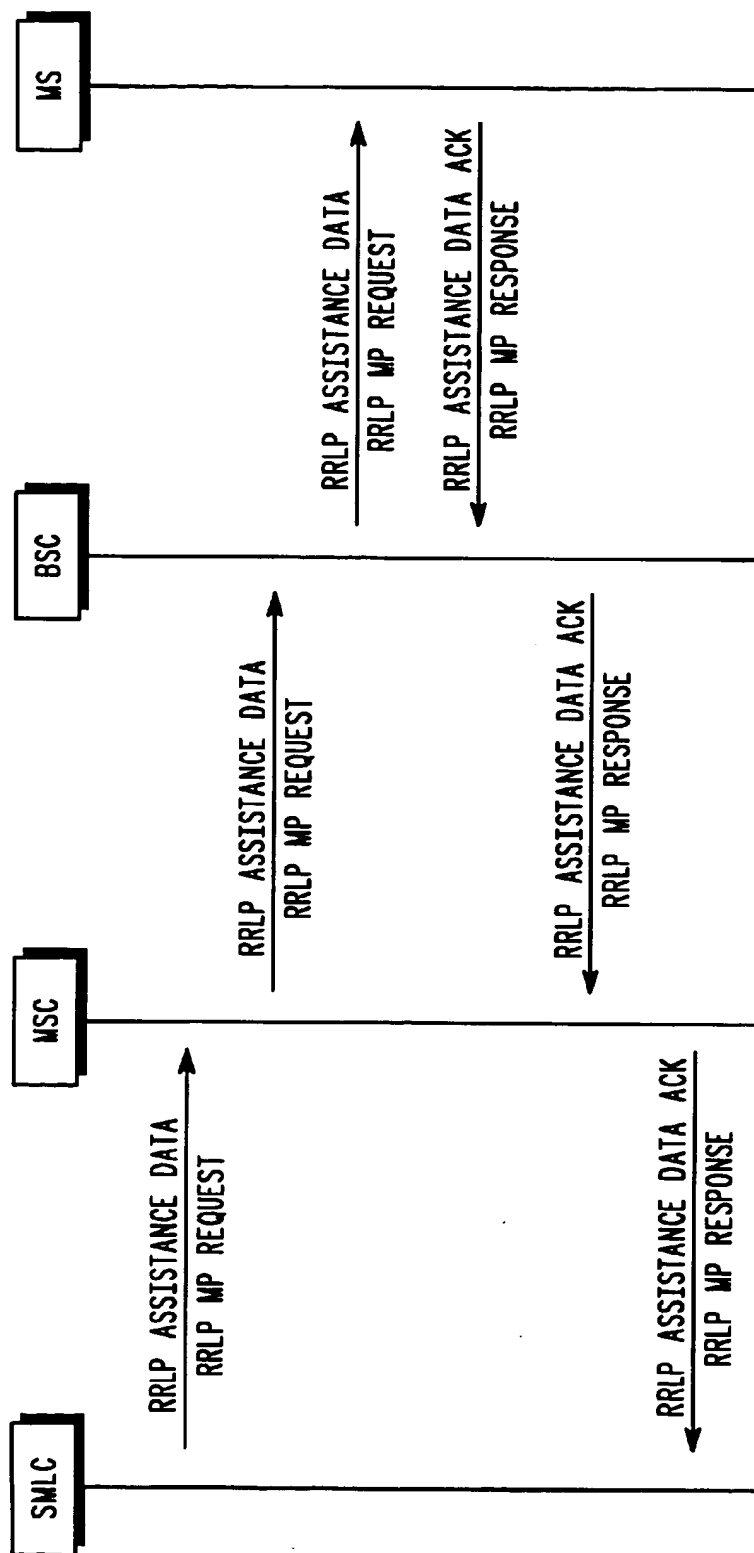 SMLC
MSC
BSC
MS
RRLP ASSISTANCE DATA
RRLP MP REQUEST
RRLP ASSISTANCE DATA
RRLP MP REQUEST
RRLP ASSISTANCE DATA
RRLP MP REQUEST
RRLP ASSISTANCE DATA ACK
RRLP MP RESPONSE
RRLP ASSISTANCE DATA ACK
RRLP MP RESPONSE
RRLP ASSISTANCE DATA ACK
RRLP MP RESPONSE